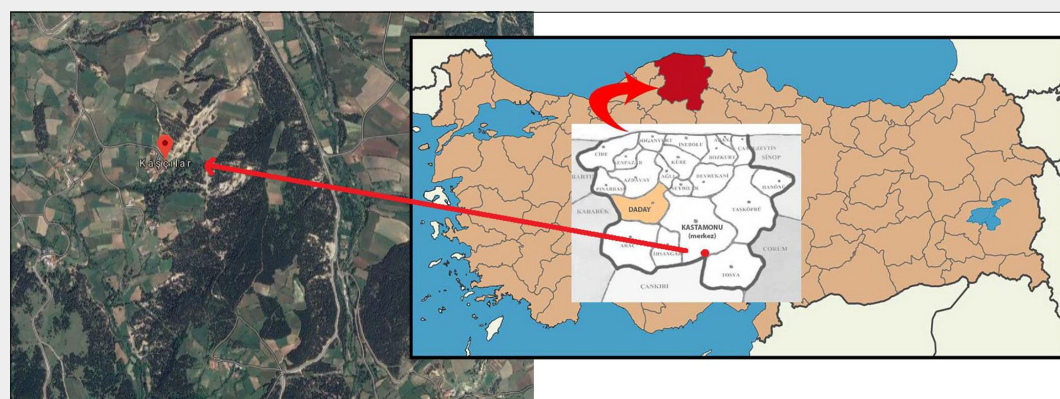 Kaşçılar
CİDE
DOĞANYURT
İNEBOLU
ABANA
ÇATALZEYTİN
SİNOP
ŞENPAZAR
KÜRE
BOZKURT
BARTIN
AZDAVAY
AĞLI
DEVREKANİ
PINARBAŞI
SEYDİLER
HANÖNÜ
KARABÜK
DADAY
TAŞKÖPRÜ
KASTAMONU
(merkez)
ARAÇ
İHSANGAZİ
ÇORUM
TOSYA
ÇANKIRI